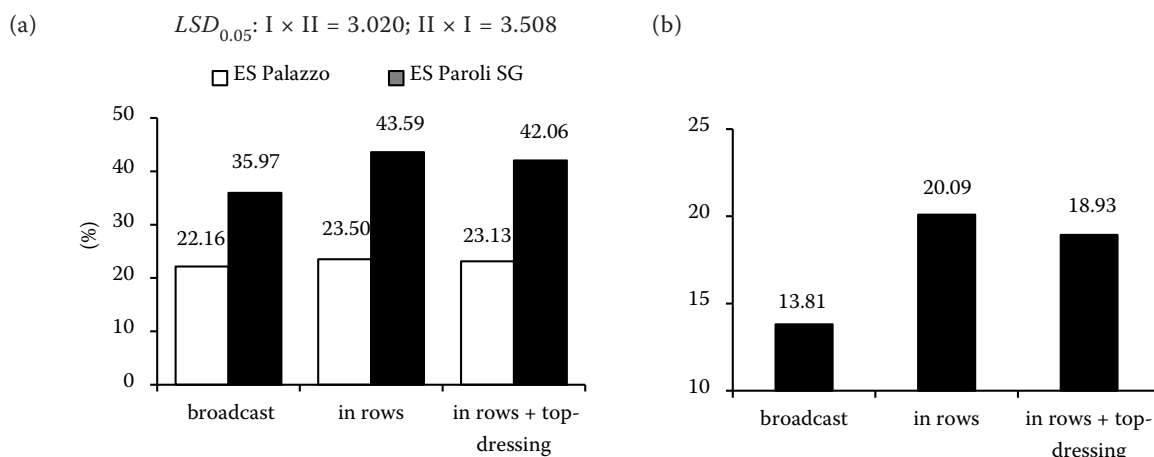 (a)
LSD0.05: I × II = 3.020; II × I = 3.508
ES Palazzo
ES Paroli SG
(%)
50
40
30
20
10
0
22.16
35.97
23.50
43.59
23.13
42.06
broadcast
in rows
in rows + top-
dressing
(b)
25
20
15
10
13.81
20.09
18.93
broadcast
in rows
in rows + top-
dressing